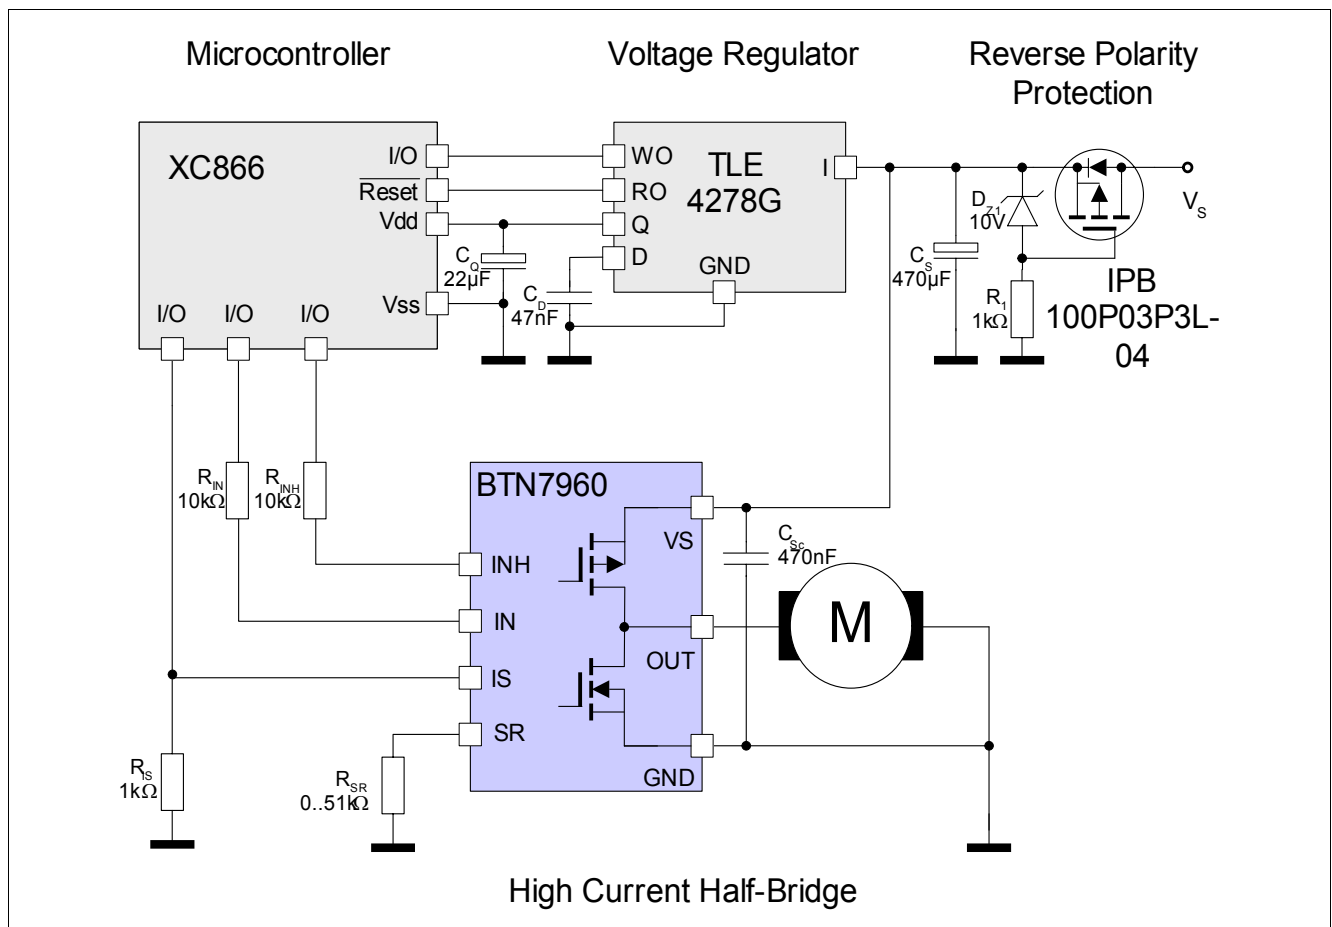 Microcontroller
Voltage Regulator
Reverse Polarity
Protection
XC866
I/O
Reset
Vdd
Vss
I/O
I/O
I/O
WO
RO
Q
D
TLE
4278G
I
GND
C_Q
22µF
C_D
47nF
C_S
470µF
D_Z1
10V
R_1
1kΩ
V_S
IPB
100P03P3L-
04
R_IN
10kΩ
R_INH
10kΩ
BTN7960
VS
INH
IN
IS
SR
OUT
GND
C_Sc
470nF
M
R_IS
1kΩ
R_SR
0..51kΩ
High Current Half-Bridge